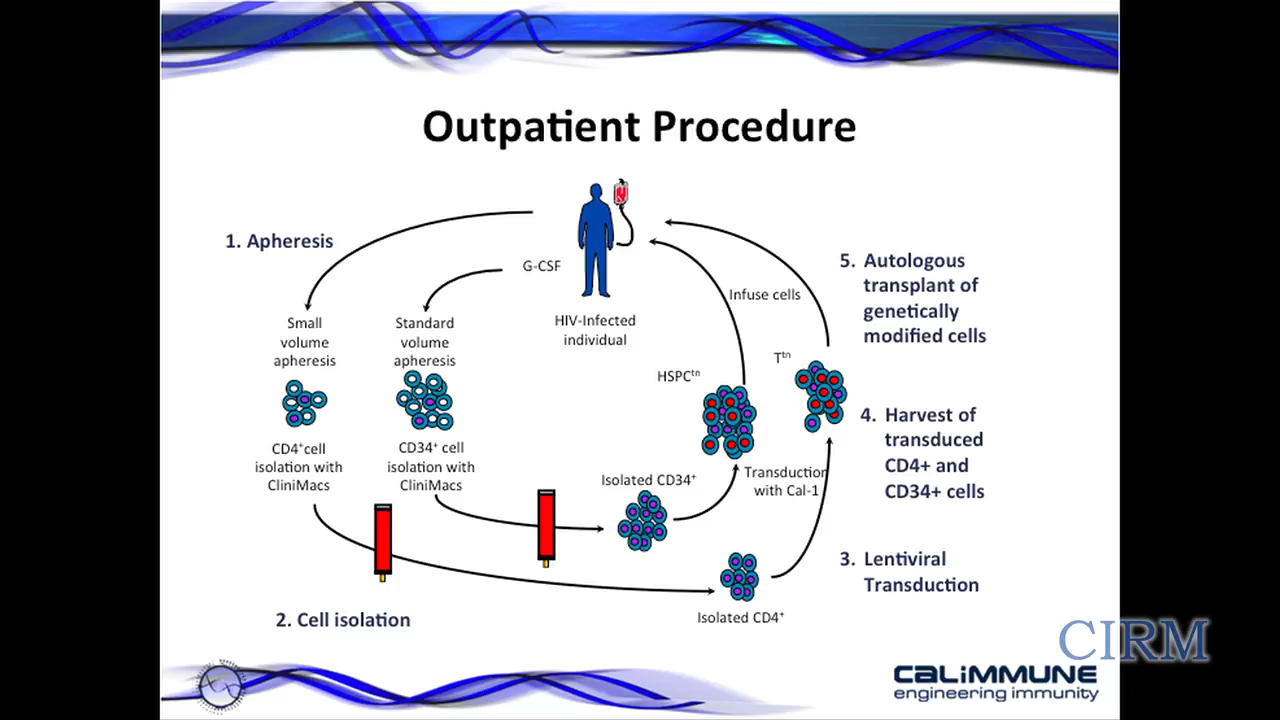 Outpatient Procedure
1. Apheresis
G-CSF
HIV-Infected
individual
Small
volume
apheresis
Standard
volume
apheresis
CD4⁺cell
isolation with
CliniMacs
CD34⁺ cell
isolation with
CliniMacs
2. Cell isolation
Isolated CD34⁺
Isolated CD4⁺
HSPCᵗⁿ
Tᵗⁿ
Infuse cells
Transduction
with Cal-1
5. Autologous
transplant of
genetically
modified cells
4. Harvest of
transduced
CD4+ and
CD34+ cells
3. Lentiviral
Transduction
CIRM
CALIMMUNE
engineering immunity